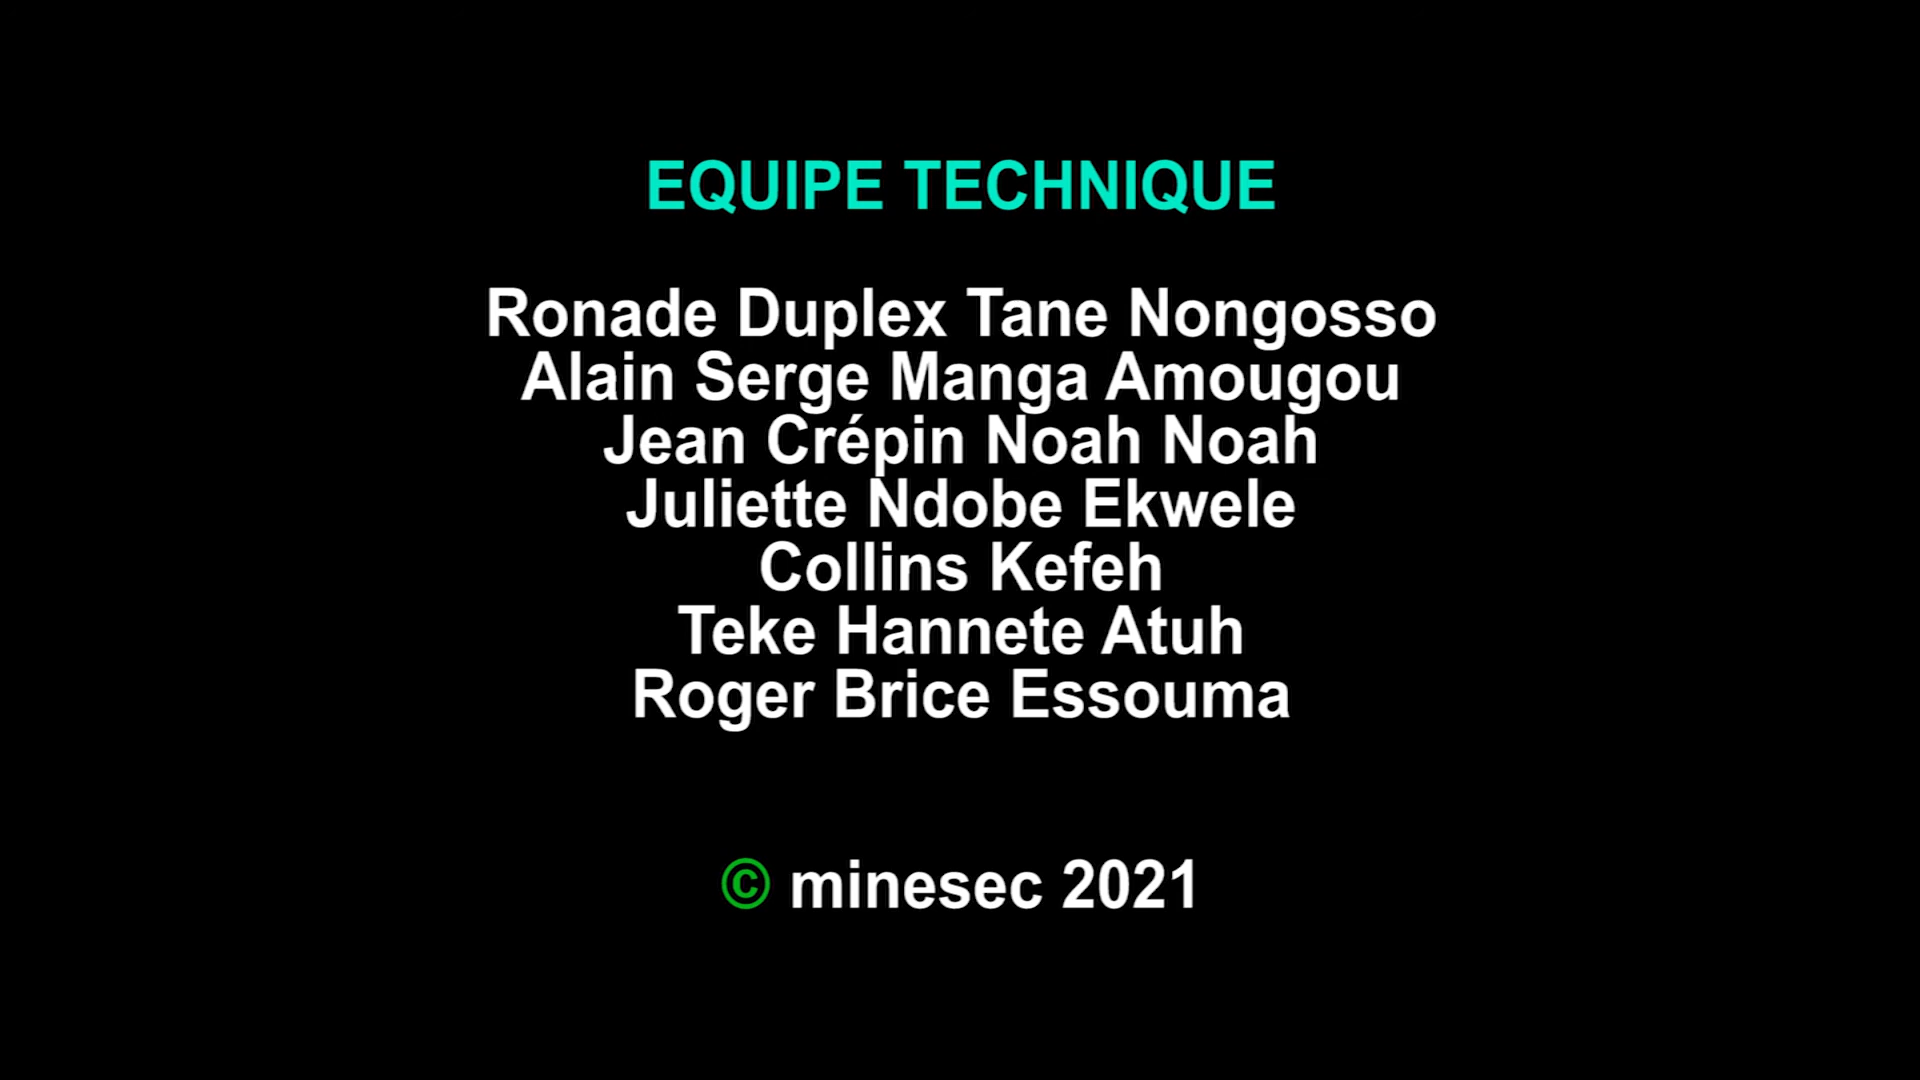 EQUIPE TECHNIQUE
Ronade Duplex Tane Nongosso
Alain Serge Manga Amougou
Jean Crépin Noah Noah
Juliette Ndobe Ekwele
Collins Kefeh
Teke Hannete Atuh
Roger Brice Essouma
© minesec 2021